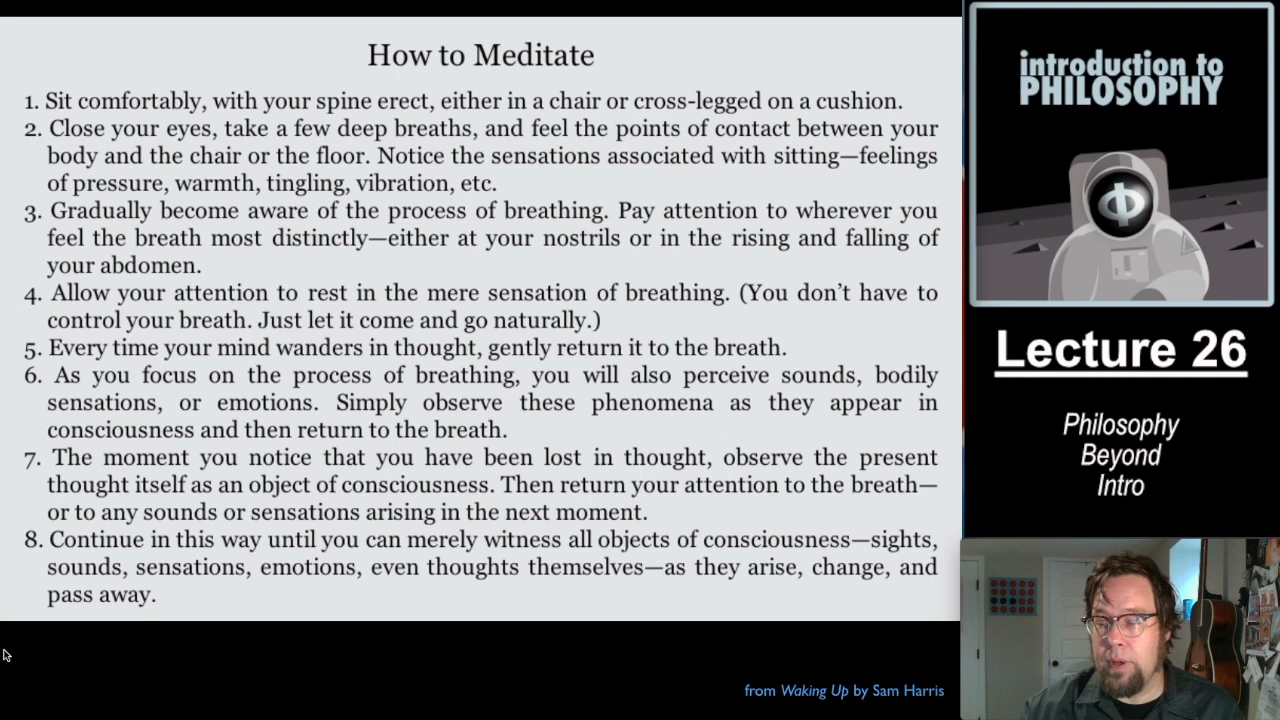 How to Meditate
1. Sit comfortably, with your spine erect, either in a chair or cross-legged on a cushion.
2. Close your eyes, take a few deep breaths, and feel the points of contact between your
body and the chair or the floor. Notice the sensations associated with sitting—feelings
of pressure, warmth, tingling, vibration, etc.
3. Gradually become aware of the process of breathing. Pay attention to wherever you
feel the breath most distinctly—either at your nostrils or in the rising and falling of
your abdomen.
4. Allow your attention to rest in the mere sensation of breathing. (You don’t have to
control your breath. Just let it come and go naturally.)
5. Every time your mind wanders in thought, gently return it to the breath.
6. As you focus on the process of breathing, you will also perceive sounds, bodily
sensations, or emotions. Simply observe these phenomena as they appear in
consciousness and then return to the breath.
7. The moment you notice that you have been lost in thought, observe the present
thought itself as an object of consciousness. Then return your attention to the breath—
or to any sounds or sensations arising in the next moment.
8. Continue in this way until you can merely witness all objects of consciousness—sights,
sounds, sensations, emotions, even thoughts themselves—as they arise, change, and
pass away.
from Waking Up by Sam Harris
introduction to
PHILOSOPHY
Φ
Lecture 26
Philosophy
Beyond
Intro